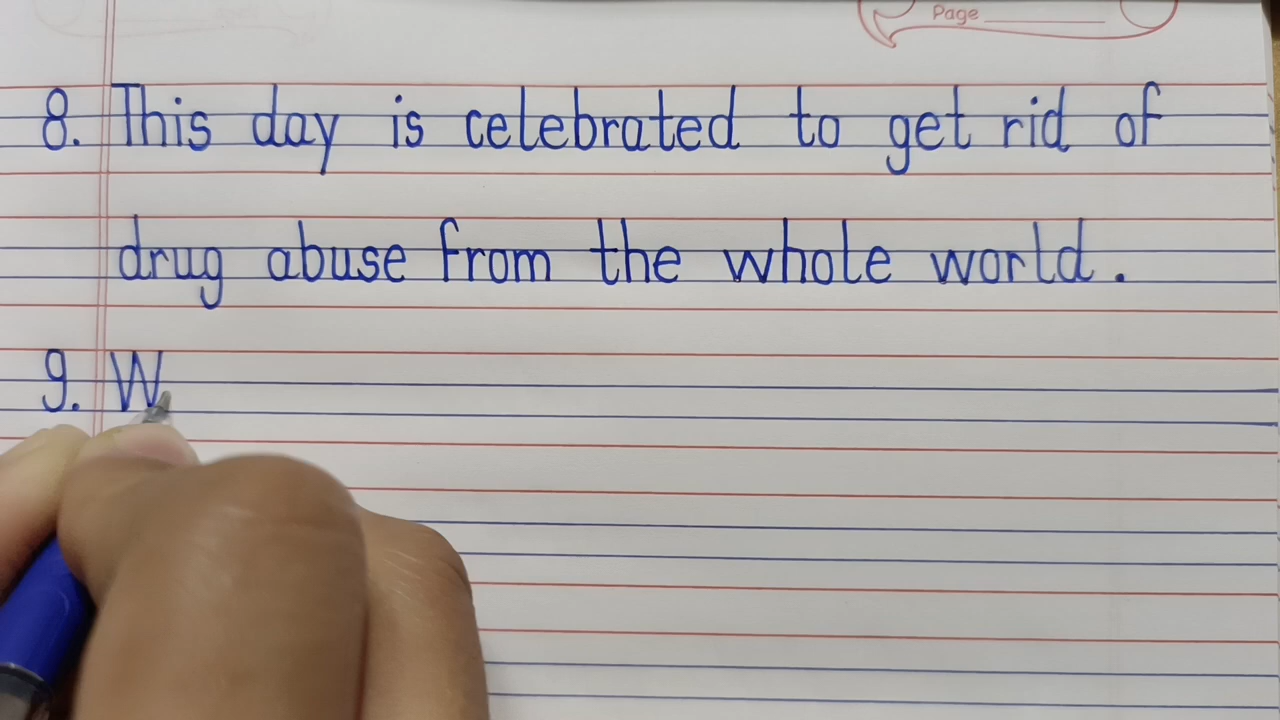 Page
8. This day is celebrated to get rid of
drug abuse from the whole world.
9. W